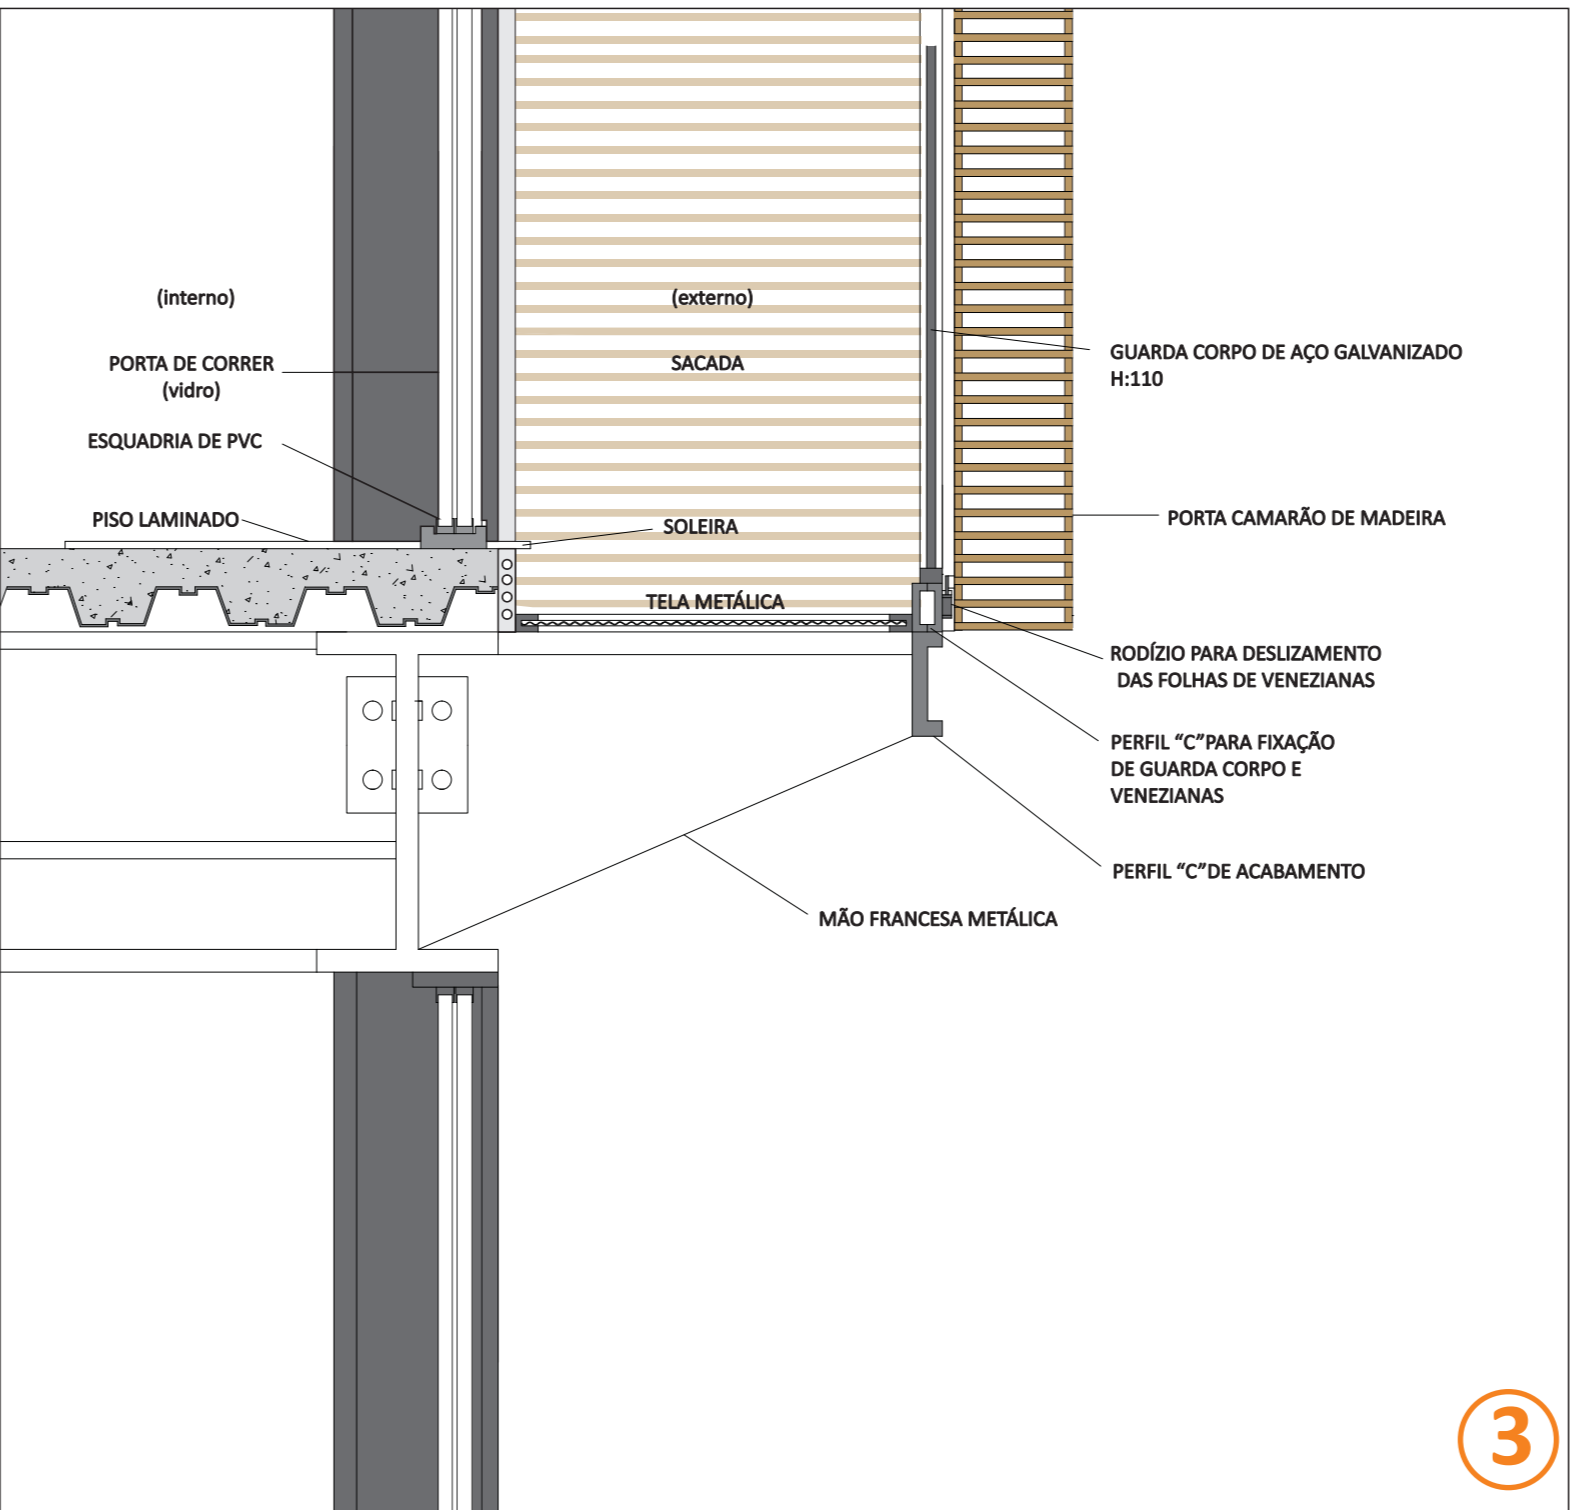 (interno)
(externo)
PORTA DE CORRER
(vidro)
SACADA
GUARDA CORPO DE AÇO GALVANIZADO
H:110
ESQUADRIA DE PVC
PISO LAMINADO
SOLEIRA
PORTA CAMARÃO DE MADEIRA
TELA METÁLICA
RODÍZIO PARA DESLIZAMENTO
DAS FOLHAS DE VENEZIANAS
PERFIL “C”PARA FIXAÇÃO
DE GUARDA CORPO E
VENEZIANAS
PERFIL “C”DE ACABAMENTO
MÃO FRANCESA METÁLICA
3